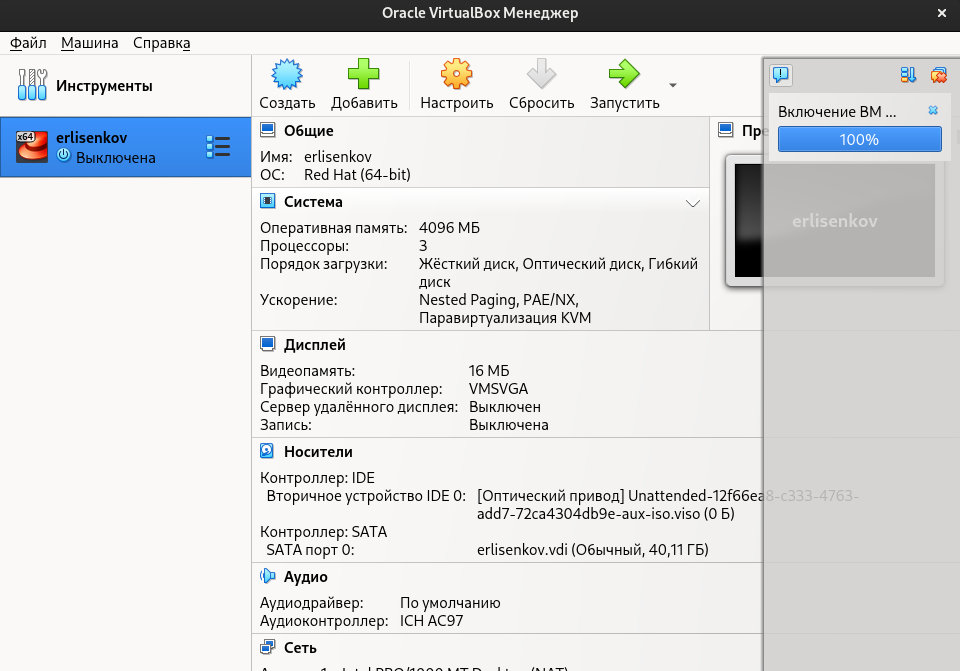 Oracle VirtualBox Менеджер
Файл Машина Справка
Инструменты
Создать Добавить Настроить Сбросить Запустить
x64
erlisenkov
Выключена
Общие
Имя: erlisenkov
ОС: Red Hat (64-bit)
Система
Оперативная память: 4096 МБ
Процессоры: 3
Порядок загрузки: Жёсткий диск, Оптический диск, Гибкий
диск
Ускорение: Nested Paging, PAE/NX,
Паравиртуализация KVM
Пре
erlisenkov
Включение ВМ ...
100%
Дисплей
Видеопамять: 16 МБ
Графический контроллер: VMSVGA
Сервер удалённого дисплея: Выключен
Запись: Выключена
Носители
Контроллер: IDE
Вторичное устройство IDE 0: [Оптический привод] Unattended-12f66ea8-c333-4763-
add7-72ca4304db9e-aux-iso.viso (0 Б)
Контроллер: SATA
SATA порт 0: erlisenkov.vdi (Обычный, 40,11 ГБ)
Аудио
Аудиодрайвер: По умолчанию
Аудиоконтроллер: ICH AC97
Сеть